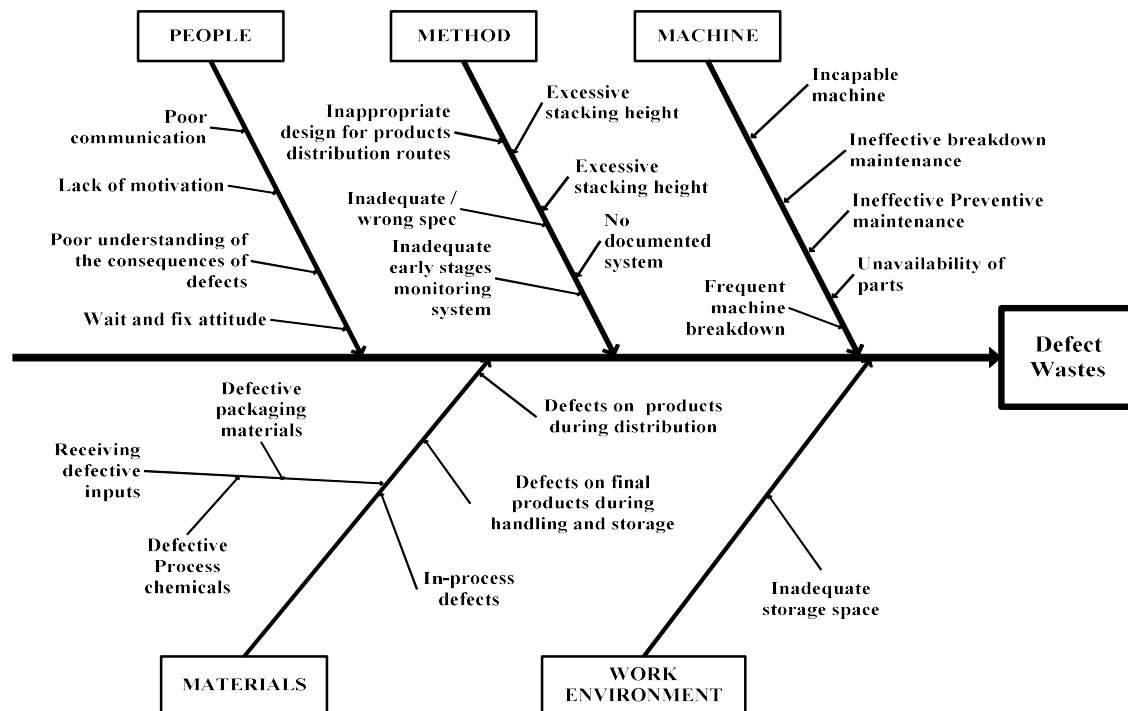 PEOPLE
METHOD
MACHINE
Poor
communication
Lack of motivation
Poor understanding of
the consequences of
defects
Wait and fix attitude
Inappropriate
design for products
distribution routes
Excessive
stacking height
Excessive
stacking height
Inadequate /
wrong spec
No
documented
system
Inadequate
early stages
monitoring
system
Incapable
machine
Ineffective breakdown
maintenance
Ineffective Preventive
maintenance
Unavailability of
parts
Frequent
machine
breakdown
Defect
Wastes
Defective
packaging
materials
Receiving
defective
inputs
Defective
Process
chemicals
Defects on products
during distribution
Defects on final
products during
handling and storage
In-process
defects
Inadequate
storage space
MATERIALS
WORK
ENVIRONMENT